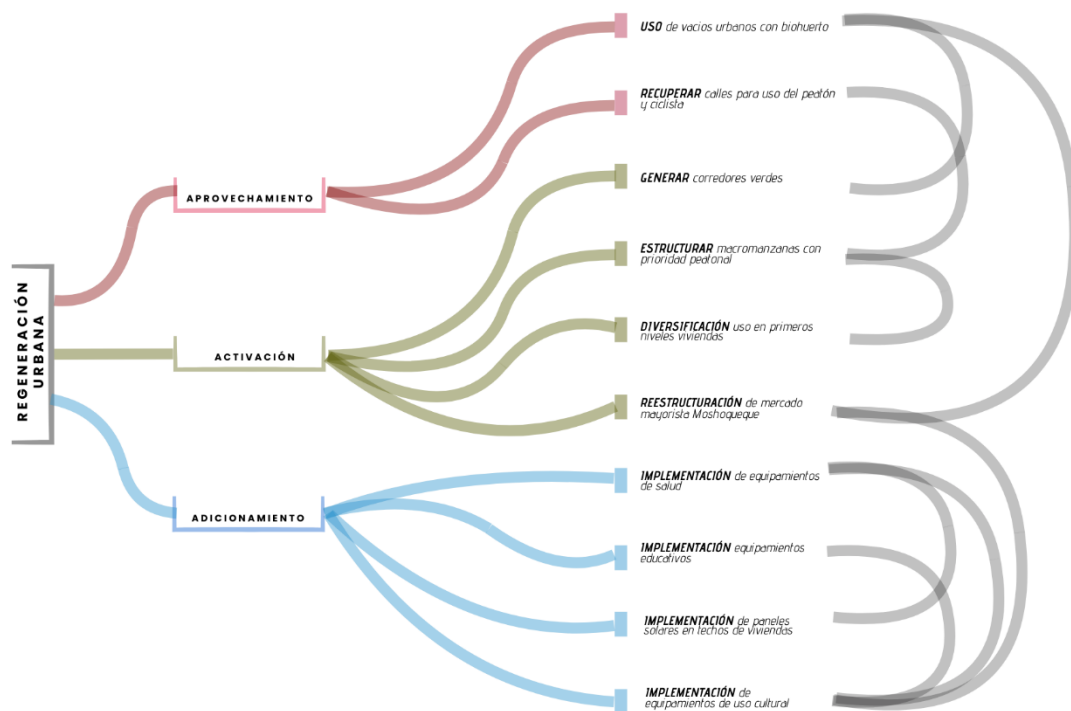 REGENERACIÓN
URBANA
APROVECHAMIENTO
ACTIVACIÓN
ADICIONAMIENTO
USO de vacios urbanos con biohuerto
RECUPERAR calles para uso del peatón
y ciclista
GENERAR corredores verdes
ESTRUCTURAR macromanzanas con
prioridad peatonal
DIVERSIFICACIÓN uso en primeros
niveles viviendas
REESTRUCTURACIÓN de mercado
mayorista Moshoqueque
IMPLEMENTACIÓN de equipamientos
de salud
IMPLEMENTACIÓN equipamientos
educativos
IMPLEMENTACIÓN de paneles
solares en techos de viviendas
IMPLEMENTACIÓN de
equipamientos de uso cultural